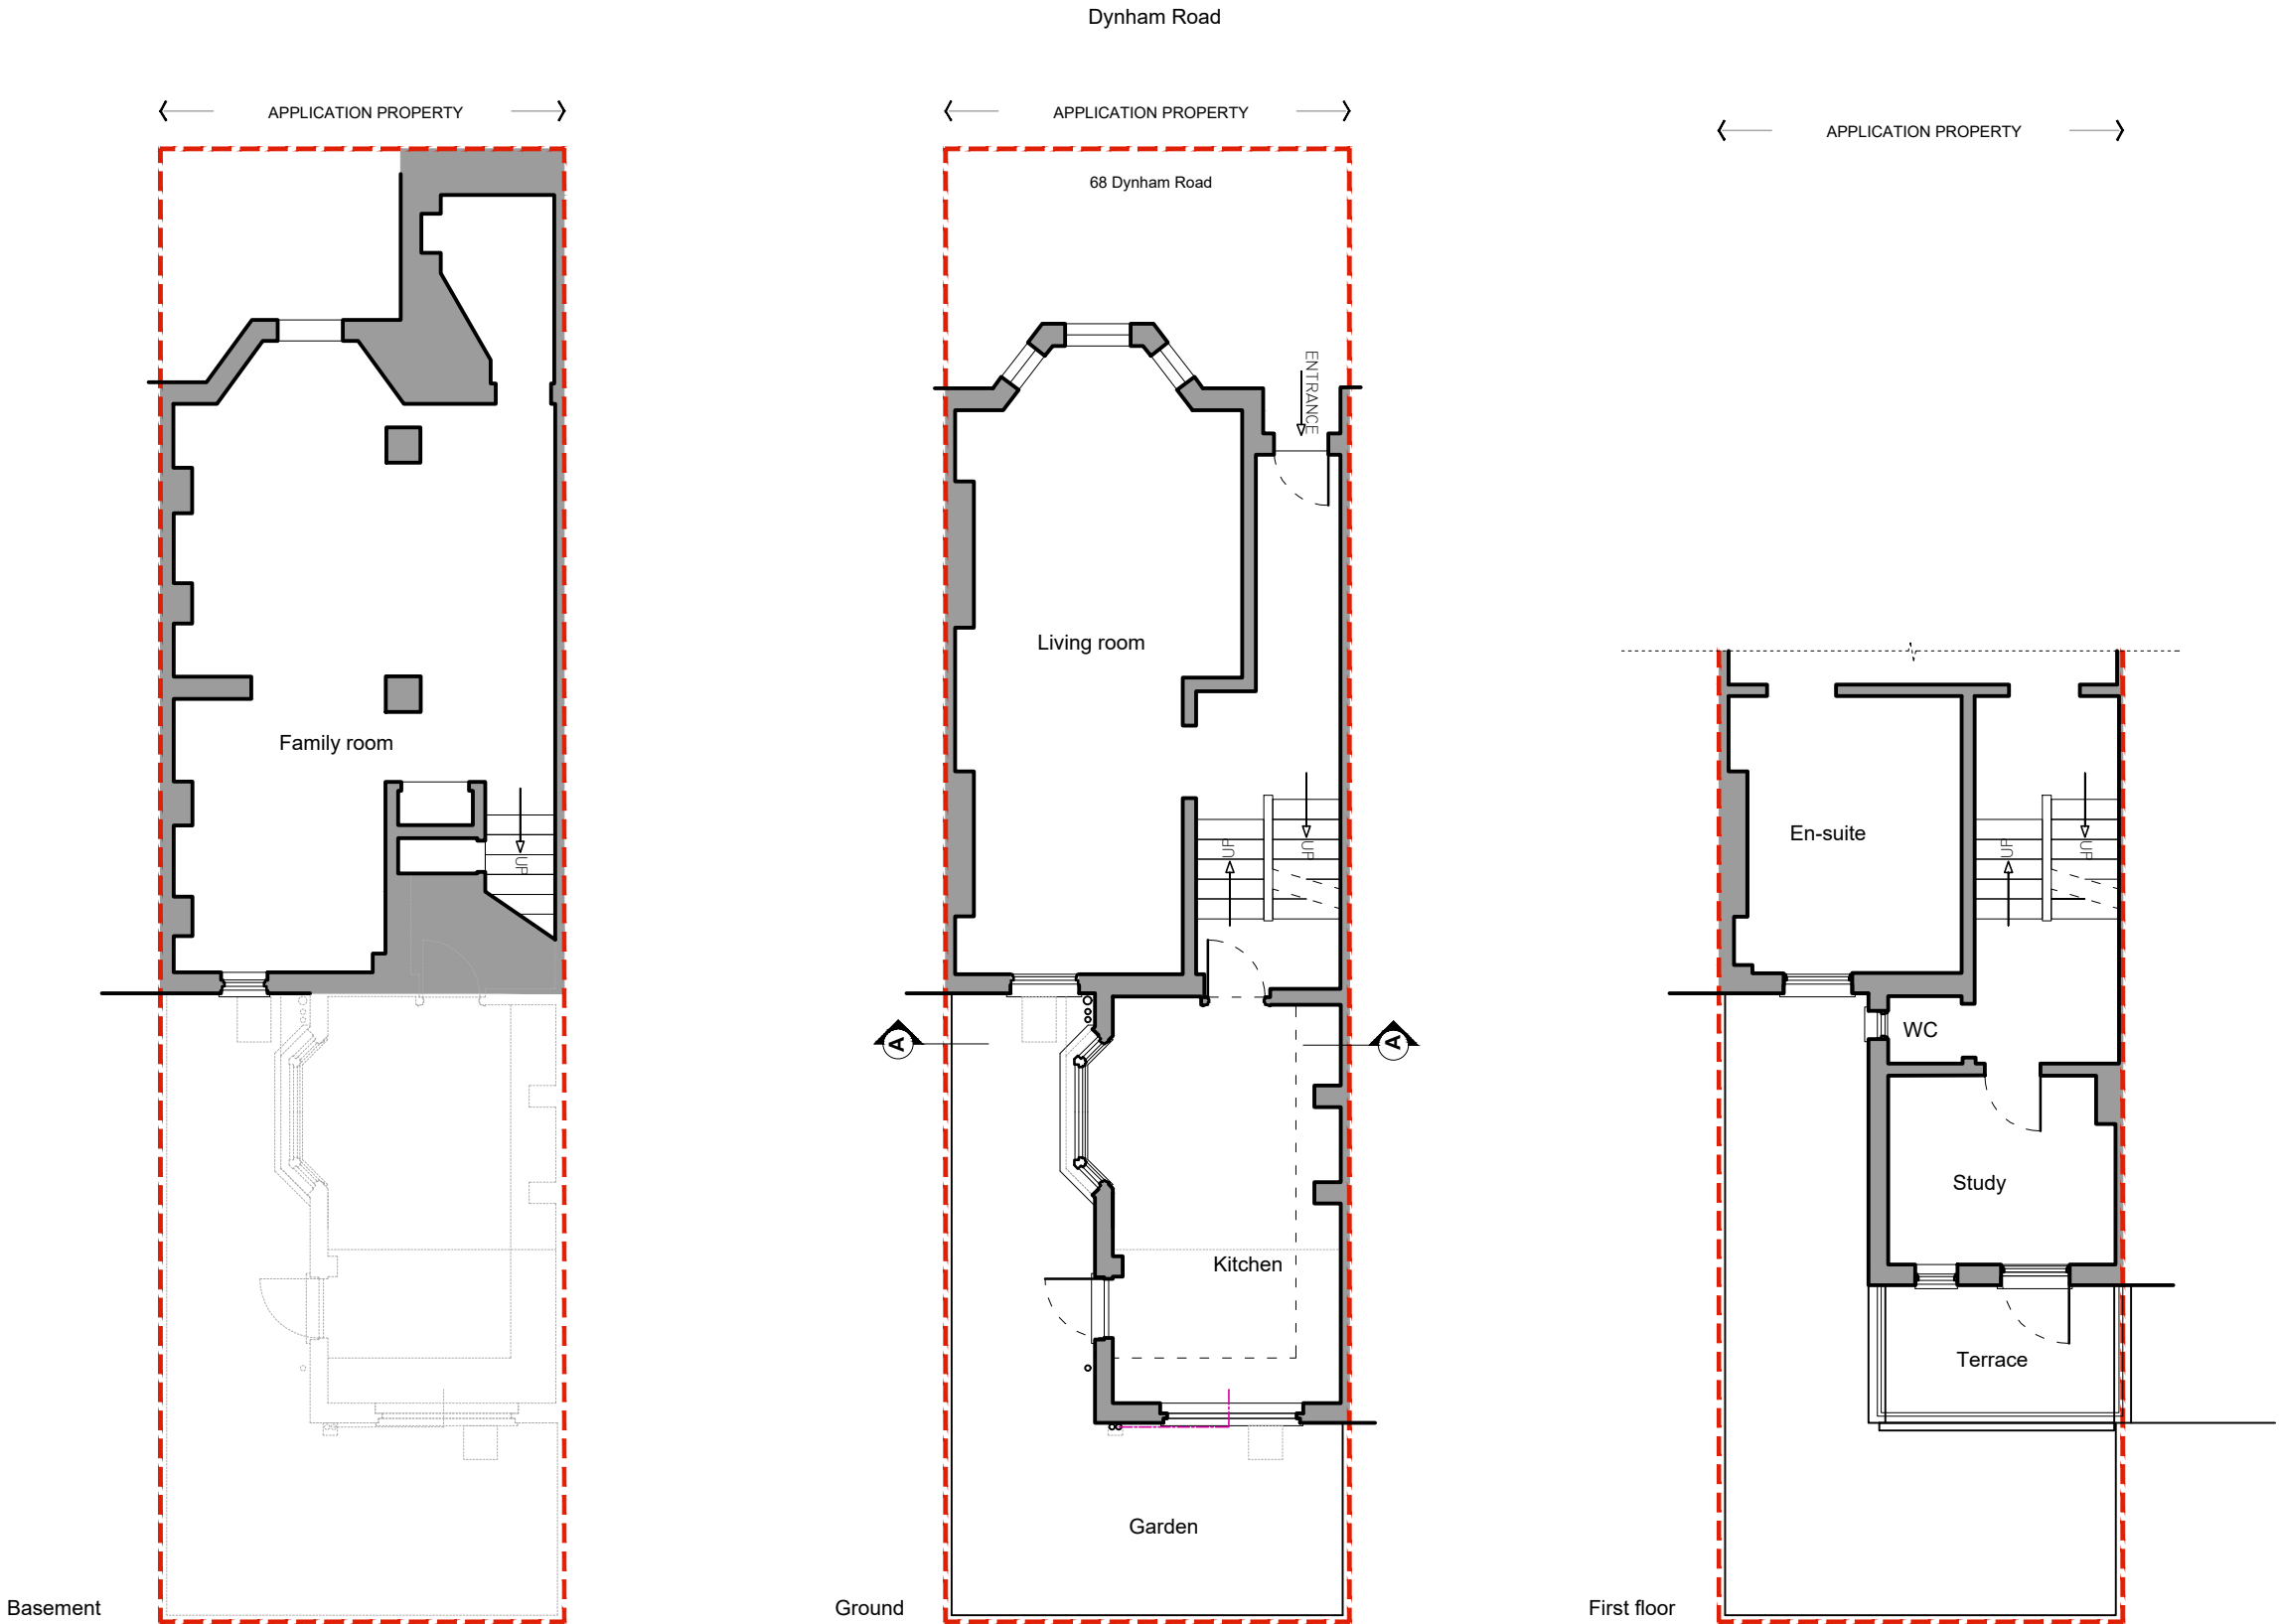 Dynham Road
APPLICATION PROPERTY
APPLICATION PROPERTY
APPLICATION PROPERTY
68 Dynham Road
ENTRANCE
Living room
Family room
En-suite
UP
UP
UP
UP
UP
A
A
WC
Study
Kitchen
Terrace
Garden
Basement
Ground
First floor